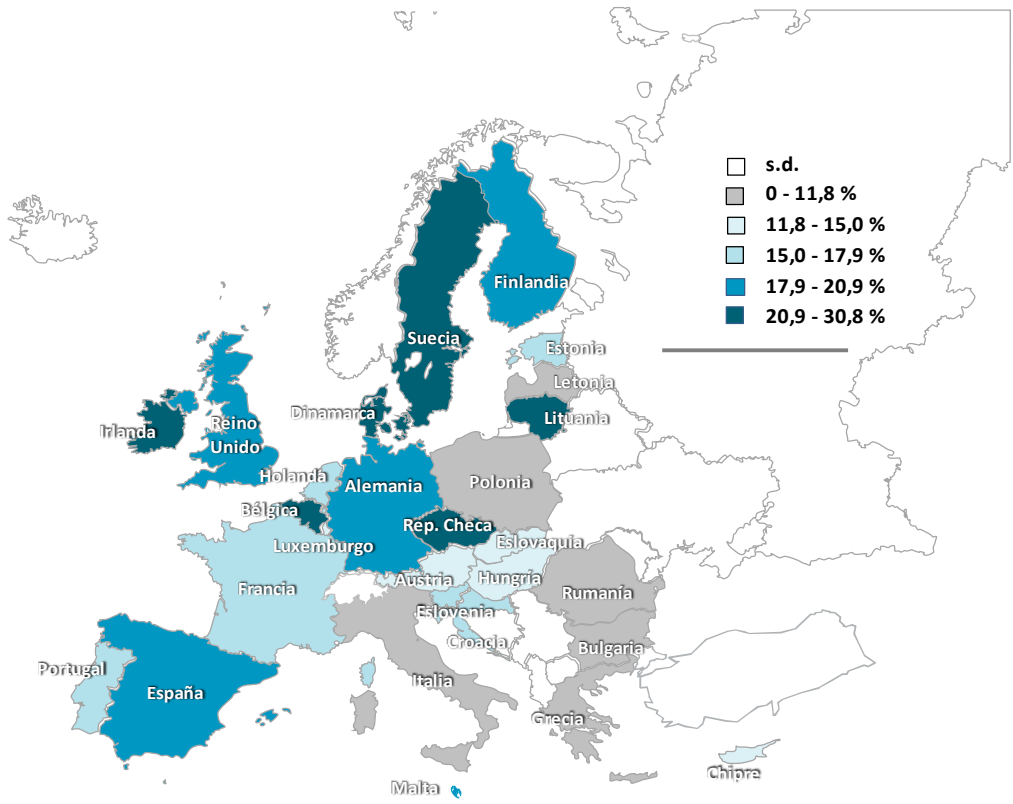 s.d.
0 - 11,8 %
11,8 - 15,0 %
15,0 - 17,9 %
17,9 - 20,9 %
20,9 - 30,8 %
Finlandia
Suecia
Estonia
Letonia
Dinamarca
Lituania
Irlanda
Reino
Unido
Holanda
Alemania
Polonia
Bélgica
Rep. Checa
Luxemburgo
Eslovaquia
Austria
Hungría
Francia
Rumanía
Eslovenia
Croacia
Bulgaria
Portugal
España
Italia
Grecia
Chipre
Malta